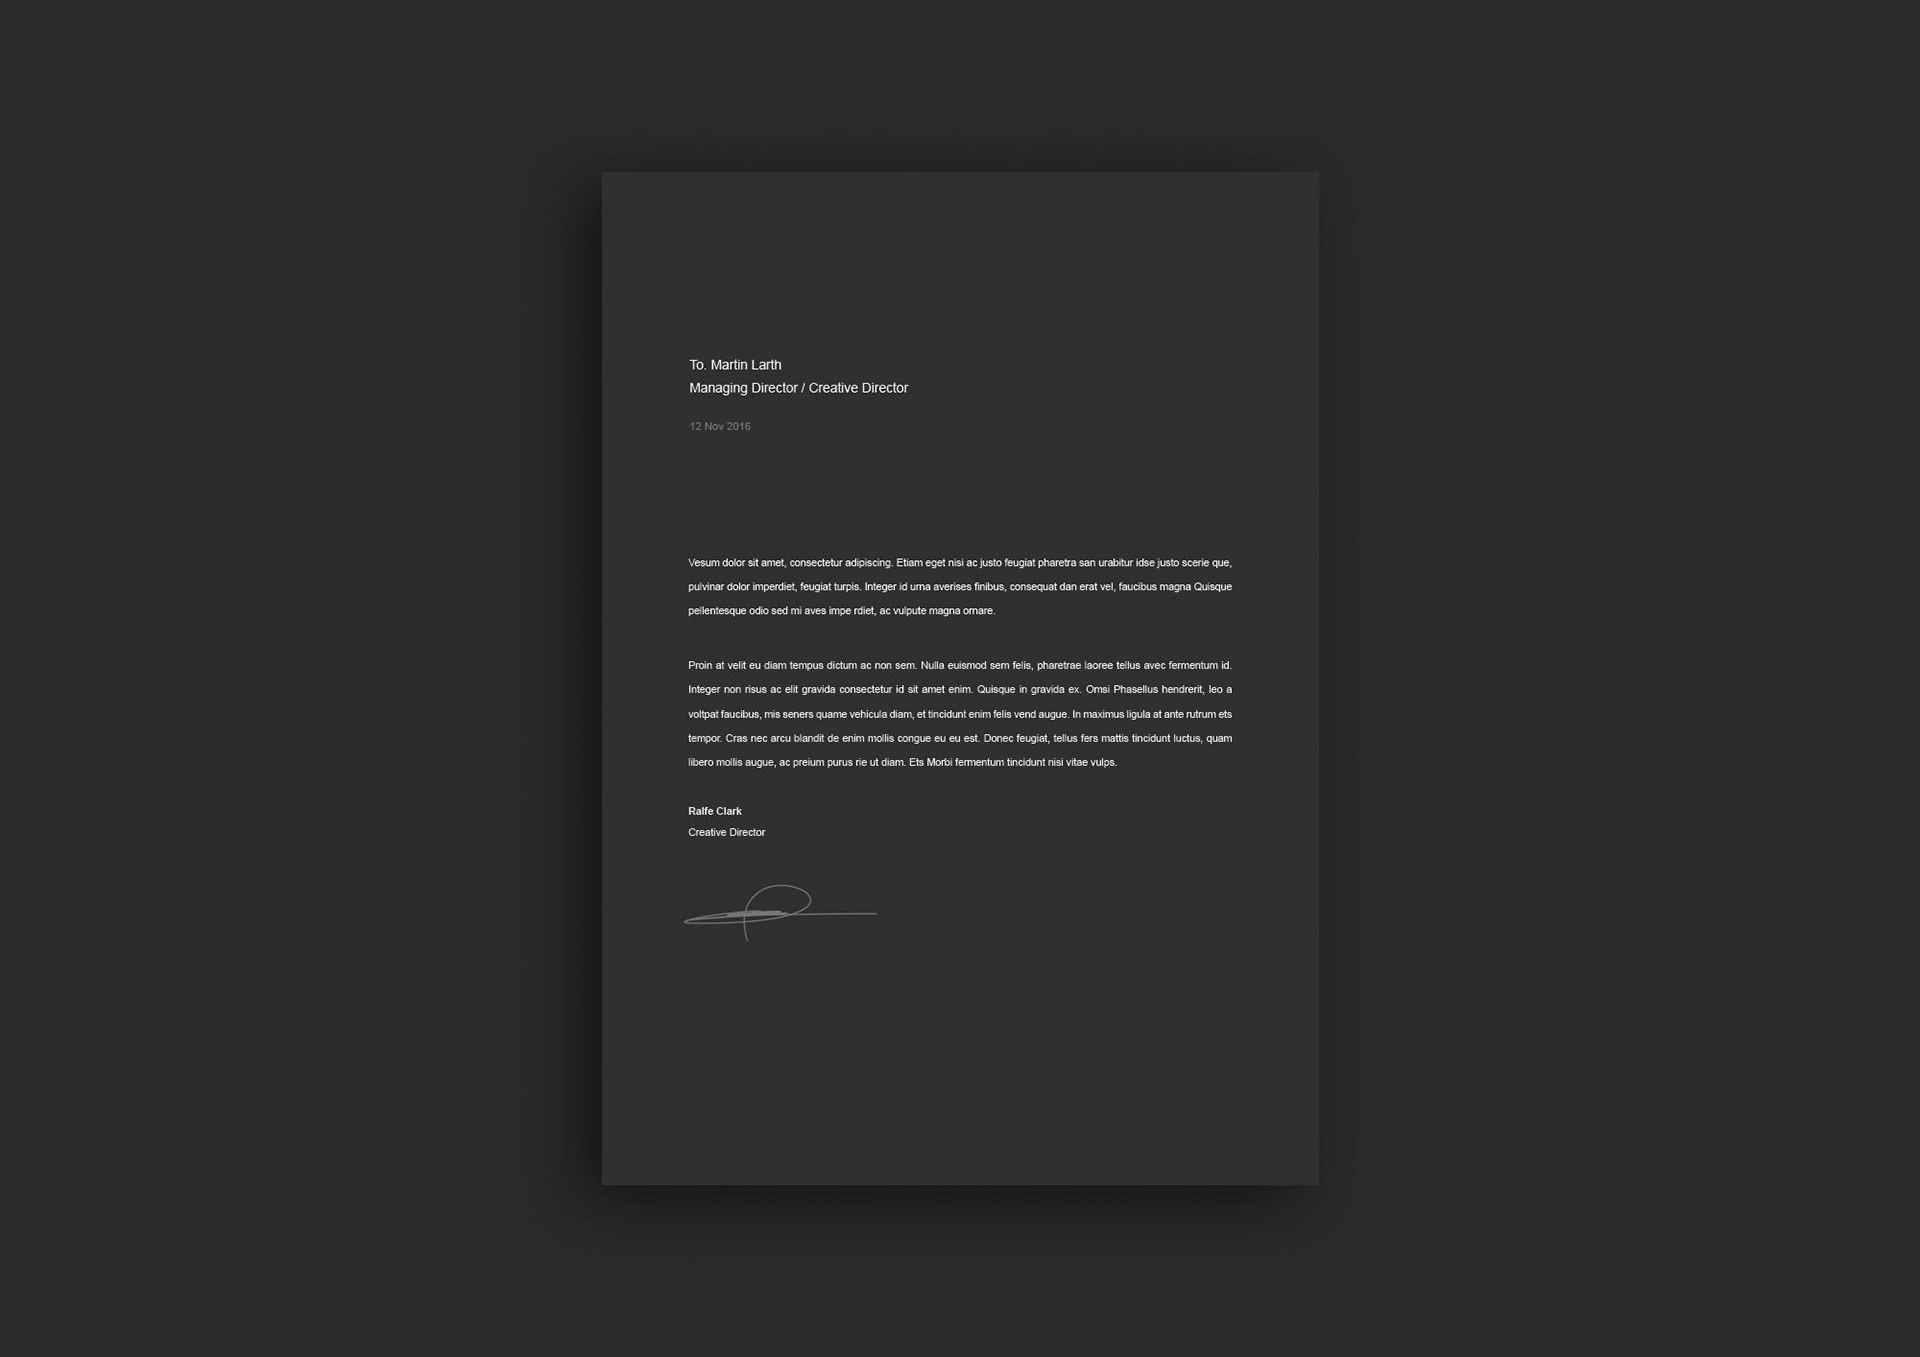 To. Martin Larth
Managing Director / Creative Director
12 Nov 2016
Vesum dolor sit amet, consectetur adipiscing. Etiam eget nisi ac justo feugiat pharetra san urabitur idse justo scerie que,
pulvinar dolor imperdiet, feugiat turpis. Integer id urna averises finibus, consequat dan erat vel, faucibus magna Quisque
pellentesque odio sed mi aves impe rdiet, ac vulpute magna ornare.
Proin at velit eu diam tempus dictum ac non sem. Nulla euismod sem felis, pharetrae laoree tellus avec fermentum id.
Integer non risus ac elit gravida consectetur id sit amet enim. Quisque in gravida ex. Omsi Phasellus hendrerit, leo a
voltpat faucibus, mis seners quame vehicula diam, et tincidunt enim felis vend augue. In maximus ligula at ante rutrum ets
tempor. Cras nec arcu blandit de enim mollis congue eu eu est. Donec feugiat, tellus fers mattis tincidunt luctus, quam
libero mollis augue, ac preium purus rie ut diam. Ets Morbi fermentum tincidunt nisi vitae vulps.
Ralfe Clark
Creative Director